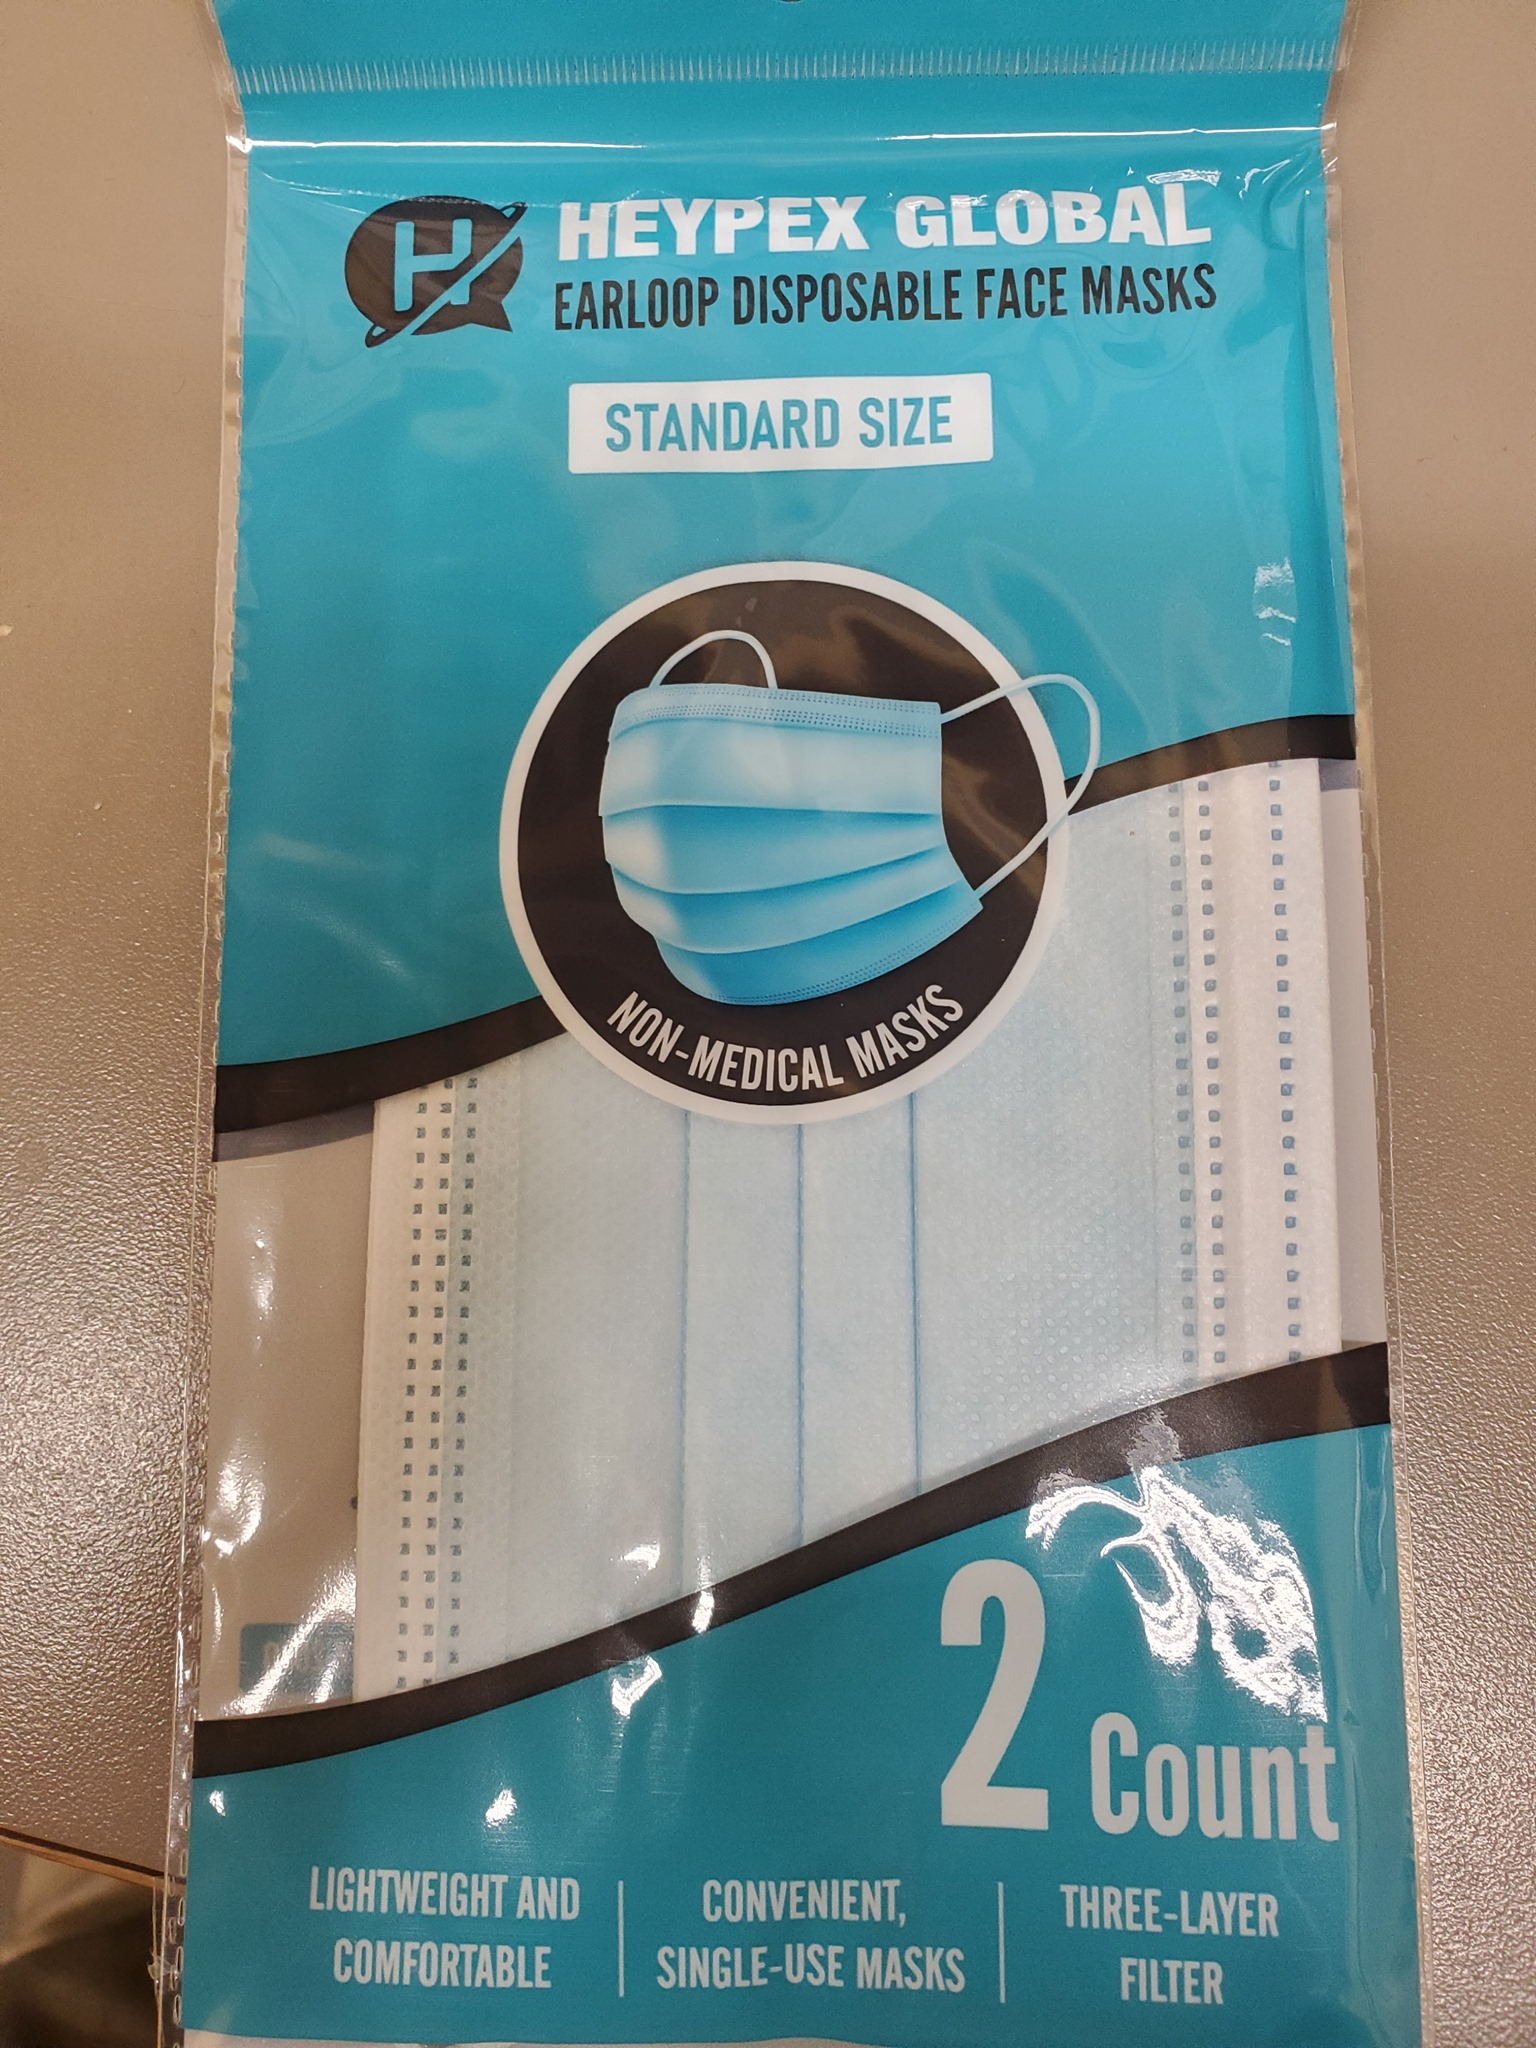 H
HEYPEX GLOBAL
EARLOOP DISPOSABLE FACE MASKS
STANDARD SIZE
NON-MEDICAL MASKS
2 Count
LIGHTWEIGHT AND
COMFORTABLE
CONVENIENT,
SINGLE-USE MASKS
THREE-LAYER
FILTER